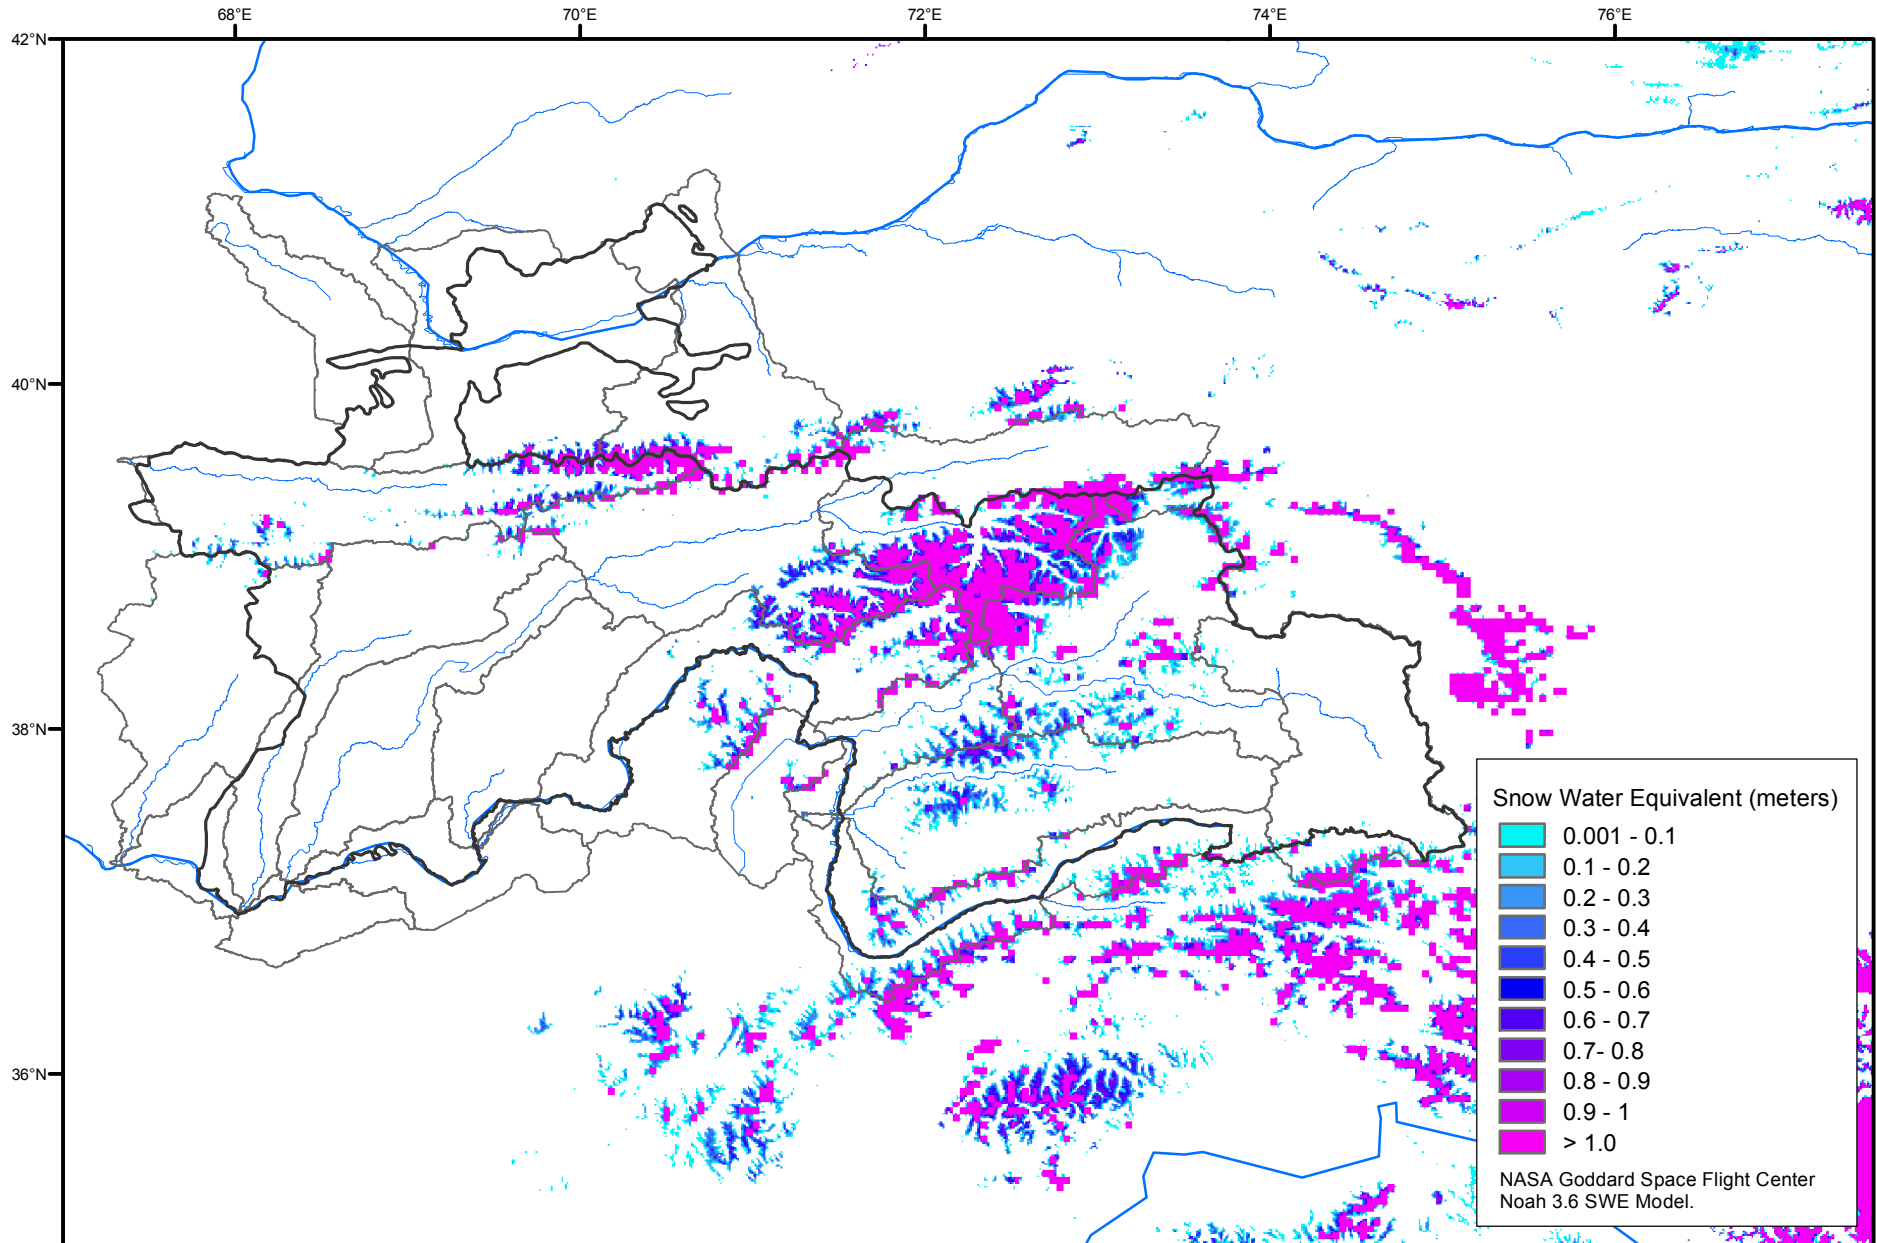 68°E 70°E 72°E 74°E 76°E
42°N
40°N
38°N
36°N
Snow Water Equivalent (meters)
0.001 - 0.1
0.1 - 0.2
0.2 - 0.3
0.3 - 0.4
0.4 - 0.5
0.5 - 0.6
0.6 - 0.7
0.7- 0.8
0.8 - 0.9
0.9 - 1
> 1.0
NASA Goddard Space Flight Center
Noah 3.6 SWE Model.